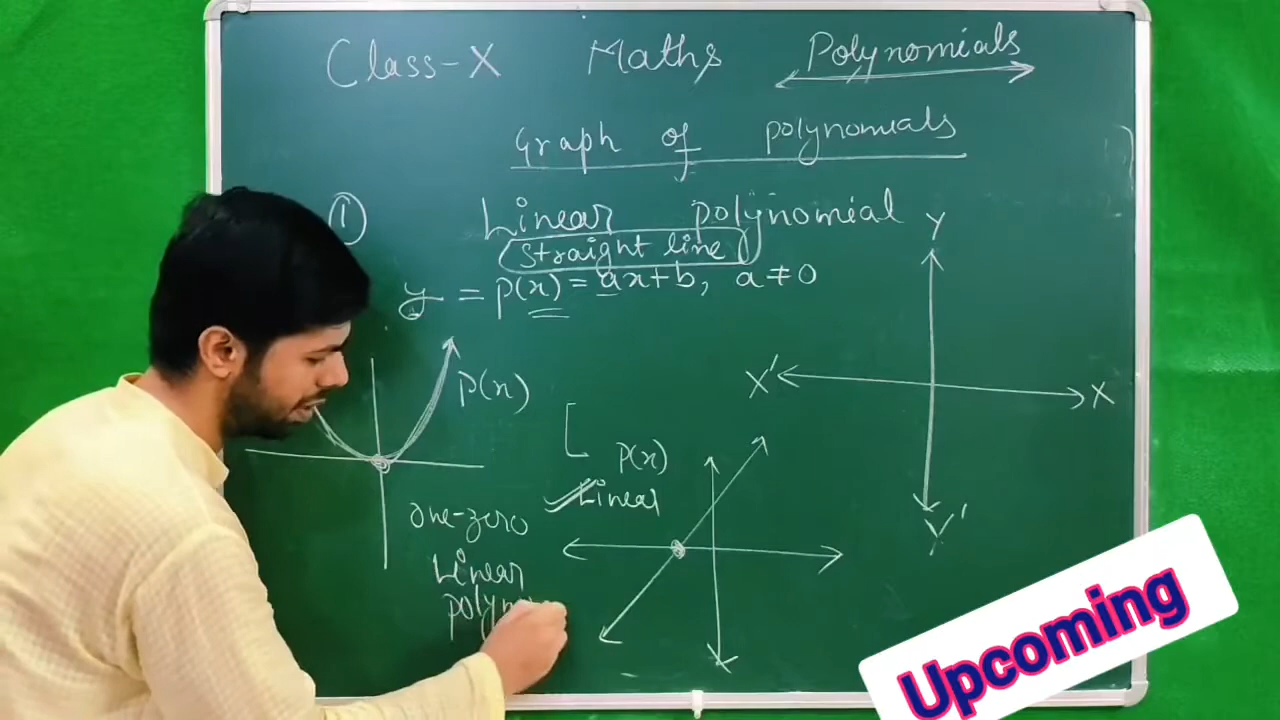 Class-X Maths Polynomials
Graph of polynomials
① Linear polynomial
straight line
y = p(x) = ax+b, a≠0
Y
X' X
Y'
P(x)
P(x)
Linear
one-zero
Linear
Upcoming